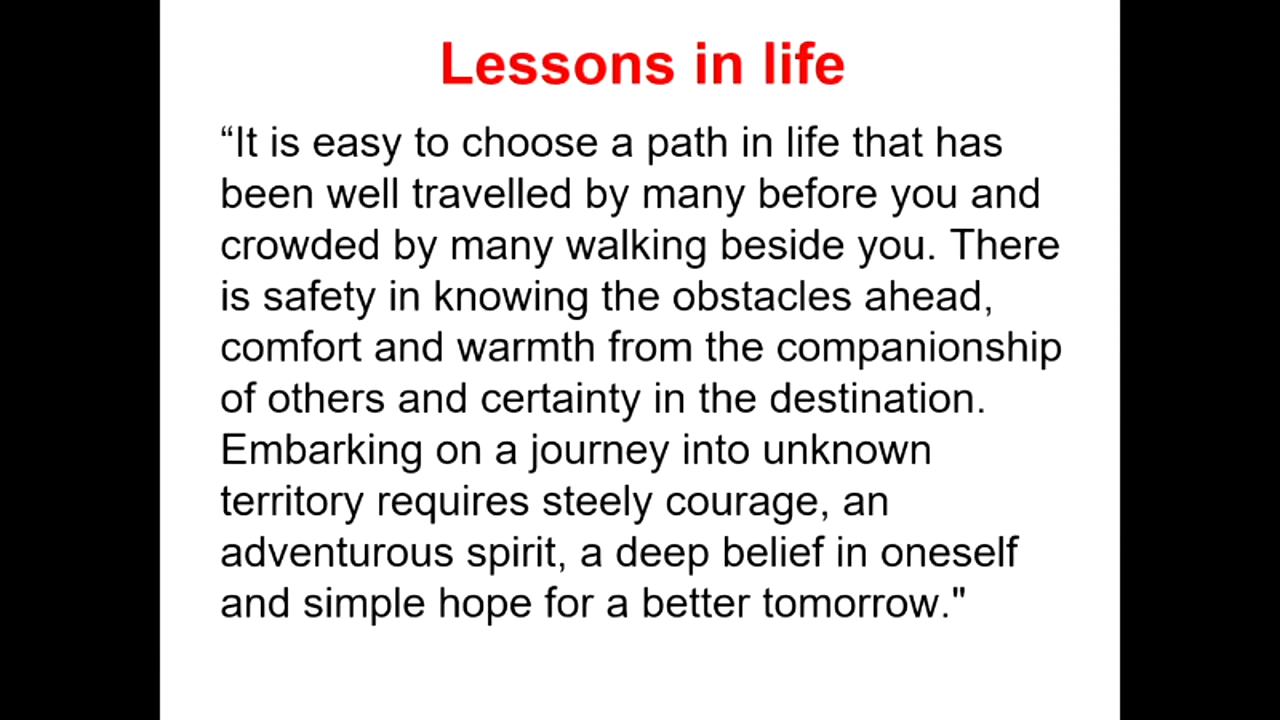 Lessons in life
“It is easy to choose a path in life that has
been well travelled by many before you and
crowded by many walking beside you. There
is safety in knowing the obstacles ahead,
comfort and warmth from the companionship
of others and certainty in the destination.
Embarking on a journey into unknown
territory requires steely courage, an
adventurous spirit, a deep belief in oneself
and simple hope for a better tomorrow."